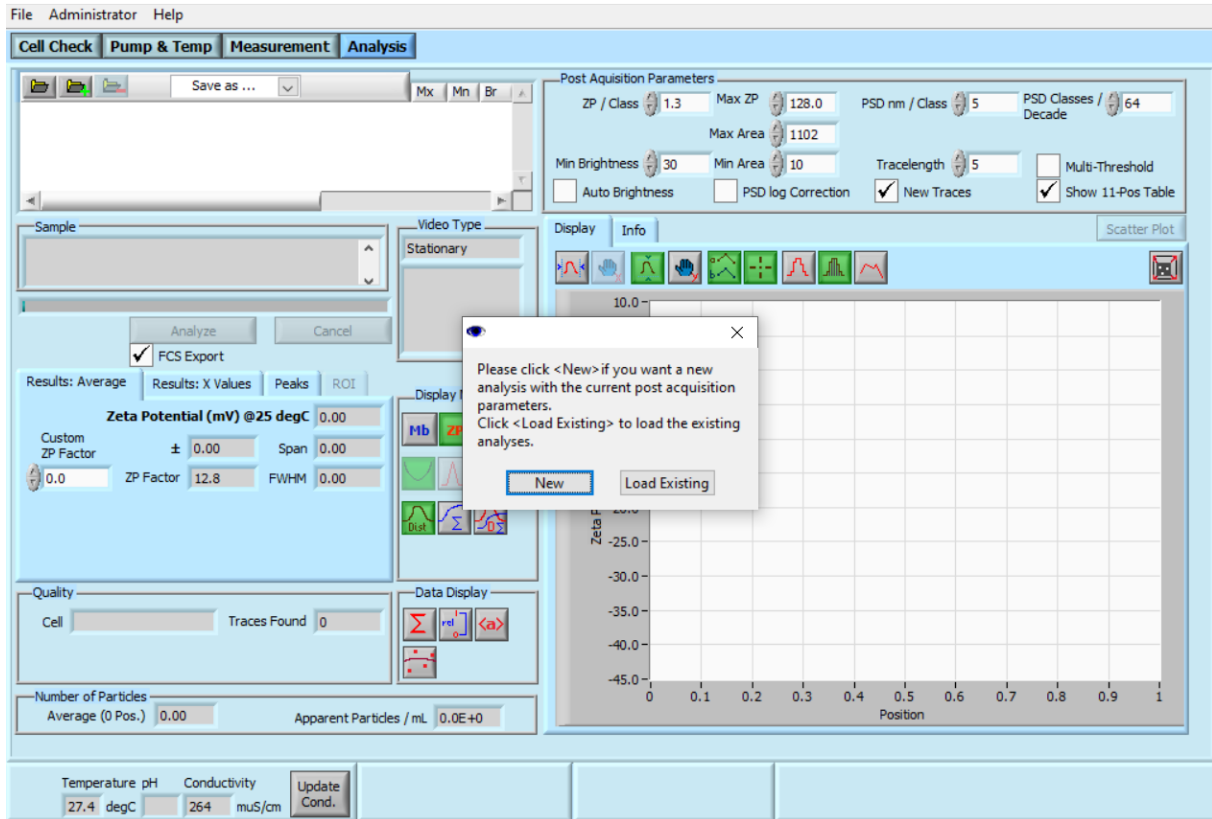 File Administrator Help
Cell Check Pump & Temp Measurement Analysis
Save as ...
Mx Mn Br
Post Aquisition Parameters
ZP / Class 1.3 Max ZP 128.0 PSD nm / Class 5 PSD Classes / Decade 64
Max Area 1102
Min Brightness 30 Min Area 10 Tracelength 5 Multi-Threshold
Auto Brightness PSD log Correction New Traces Show 11-Pos Table
Sample
Video Type
Stationary
Display Info Scatter Plot
Analyze Cancel
FCS Export
Results: Average Results: X Values Peaks ROI
Zeta Potential (mV) @25 degC 0.00
Custom ZP Factor
± 0.00 Span 0.00
0.0 ZP Factor 12.8 FWHM 0.00
Display
Mb ZP
Dist Σ
Please click <New>if you want a new
analysis with the current post acquisition
parameters.
Click <Load Existing> to load the existing
analyses.
New Load Existing
10.0
-25.0
-30.0
-35.0
-40.0
-45.0
0 0.1 0.2 0.3 0.4 0.5 0.6 0.7 0.8 0.9 1
Position
Quality
Cell Traces Found 0
Data Display
Σ rel 1 0 <a>
Number of Particles
Average (0 Pos.) 0.00 Apparent Particles / mL 0.0E+0
Temperature pH Conductivity
27.4 degC 264 muS/cm
Update
Cond.